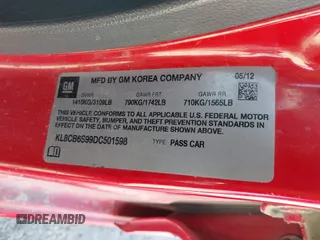 GM
MFD BY GM KOREA COMPANY 05/12
GVWR GAWR FRT GAWR RR
1410KG/3109LB 790KG/1742LB 710KG/1565LB
THIS VEHICLE CONFORMS TO ALL APPLICABLE U.S. FEDERAL MOTOR
VEHICLE SAFETY, BUMPER, AND THEFT PREVENTION STANDARDS
IN EFFECT ON THE DATE OF MANUFACTURE SHOWN ABOVE.
KL8CB6S99DC501598 TYPE: PASS CAR
DREAMBID